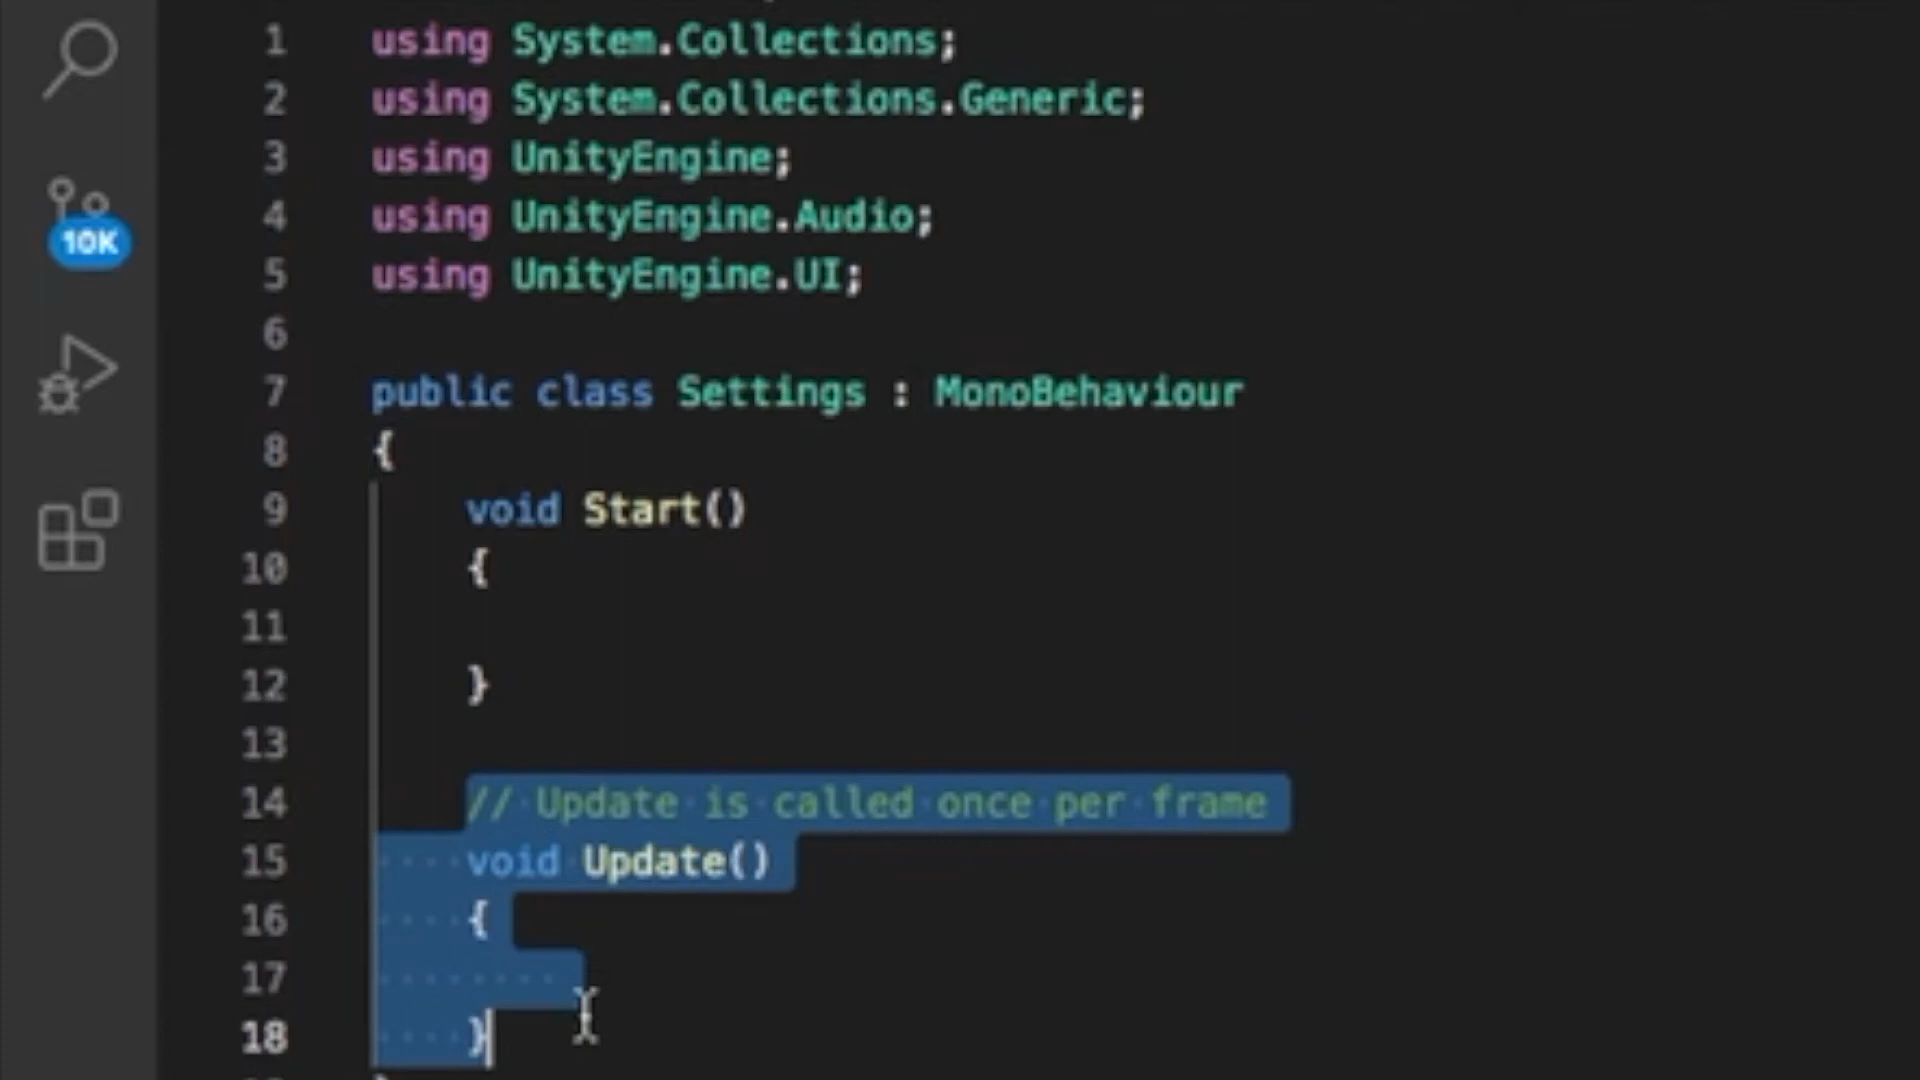 1 using System.Collections;
2 using System.Collections.Generic;
3 using UnityEngine;
4 using UnityEngine.Audio;
5 using UnityEngine.UI;
6
7 public class Settings : MonoBehaviour
8 {
9 void Start()
10 {
11
12 }
13
14 // Update is called once per frame
15 void Update()
16 {
17
18 }
10K